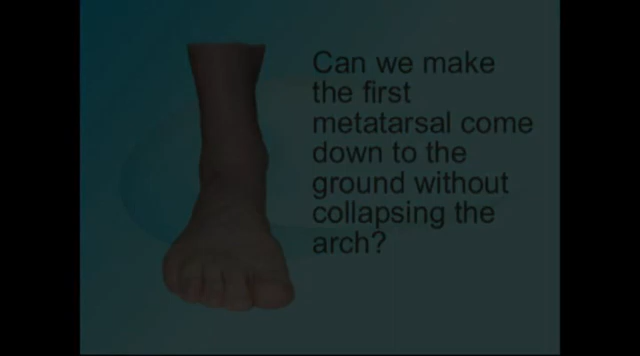 Can we make
the first
metatarsal come
down to the
ground without
collapsing the
arch?